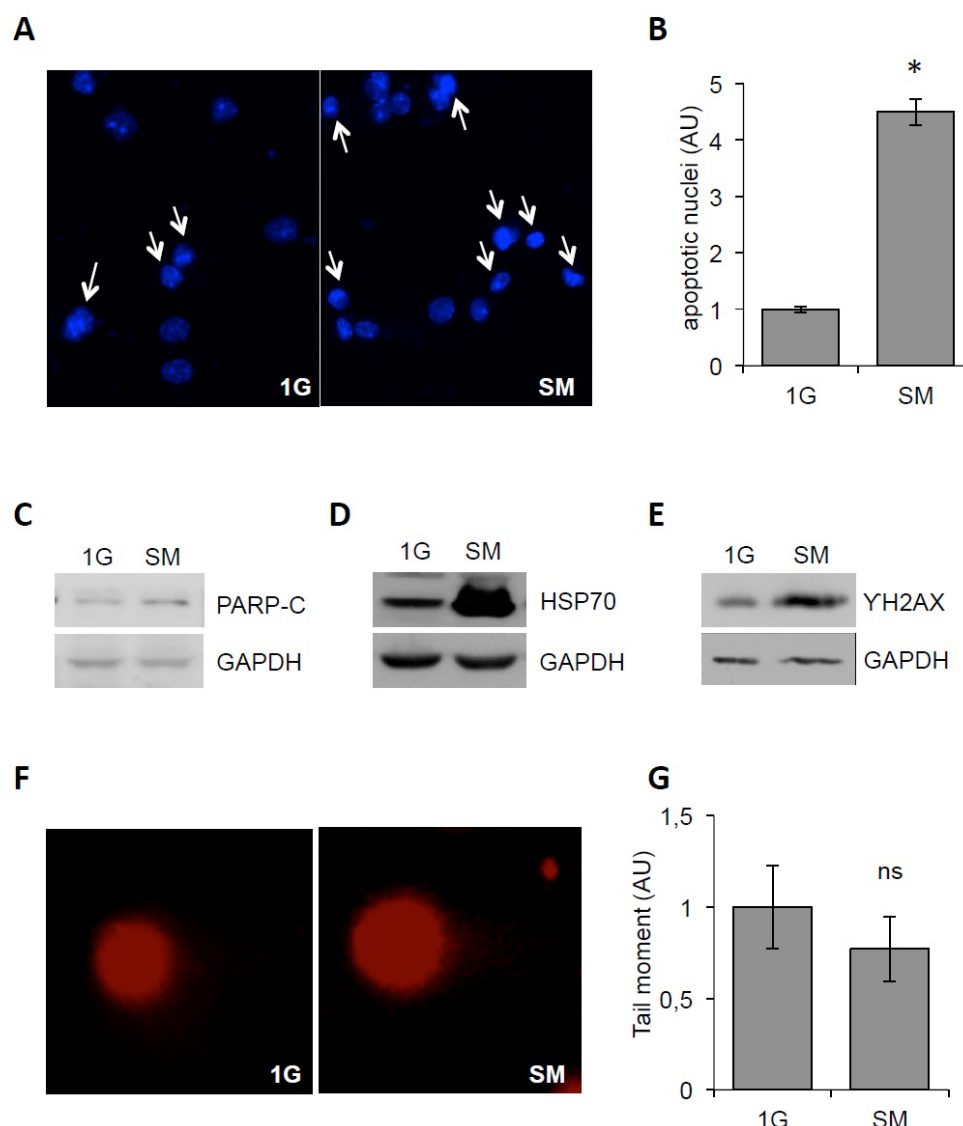 A
1G
SM
B
*
apoptotic nuclei (AU)
5
4
3
2
1
0
1G SM
C
1G SM
PARP-C
GAPDH
D
1G SM
HSP70
GAPDH
E
1G SM
YH2AX
GAPDH
F
1G
SM
G
Tail moment (AU)
1,5
1
0,5
0
ns
1G SM